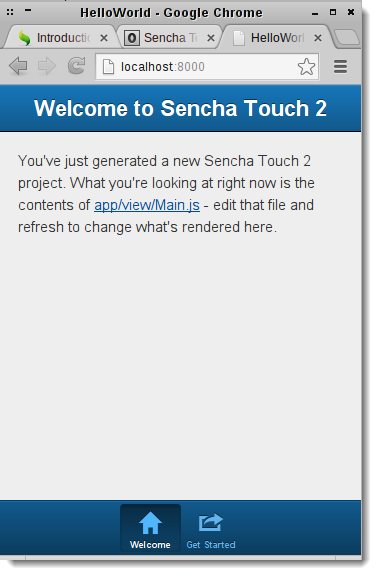 HelloWorld - Google Chrome
Introductic
Sencha T
HelloWorl
localhost:8000
Welcome to Sencha Touch 2
You've just generated a new Sencha Touch 2
project. What you're looking at right now is the
contents of app/view/Main.js - edit that file and
refresh to change what's rendered here.
Welcome
Get Started